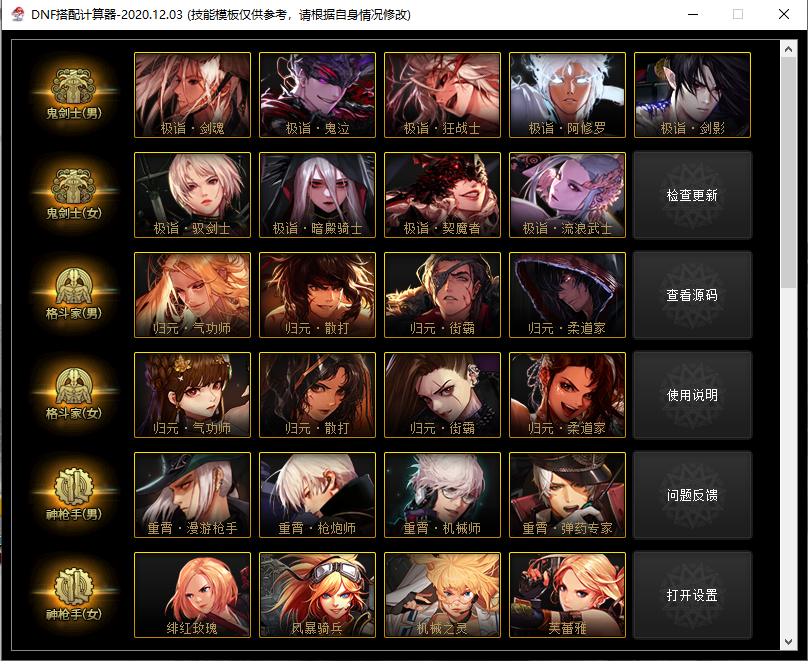 DNF搭配计算器-2020.12.03 (技能模板仅供参考，请根据自身情况修改)
鬼剑士(男)
极诣·剑魂
极诣·鬼泣
极诣·狂战士
极诣·阿修罗
极诣·剑影
鬼剑士(女)
极诣·驭剑士
极诣·暗殿骑士
极诣·契魔者
极诣·流浪武士
检查更新
格斗家(男)
归元·气功师
归元·散打
归元·街霸
归元·柔道家
查看源码
格斗家(女)
归元·气功师
归元·散打
归元·街霸
归元·柔道家
使用说明
神枪手(男)
重霄·漫游枪手
重霄·枪炮师
重霄·机械师
重霄·弹药专家
问题反馈
神枪手(女)
绯红玫瑰
风暴骑兵
机械之灵
芙蕾雅
打开设置